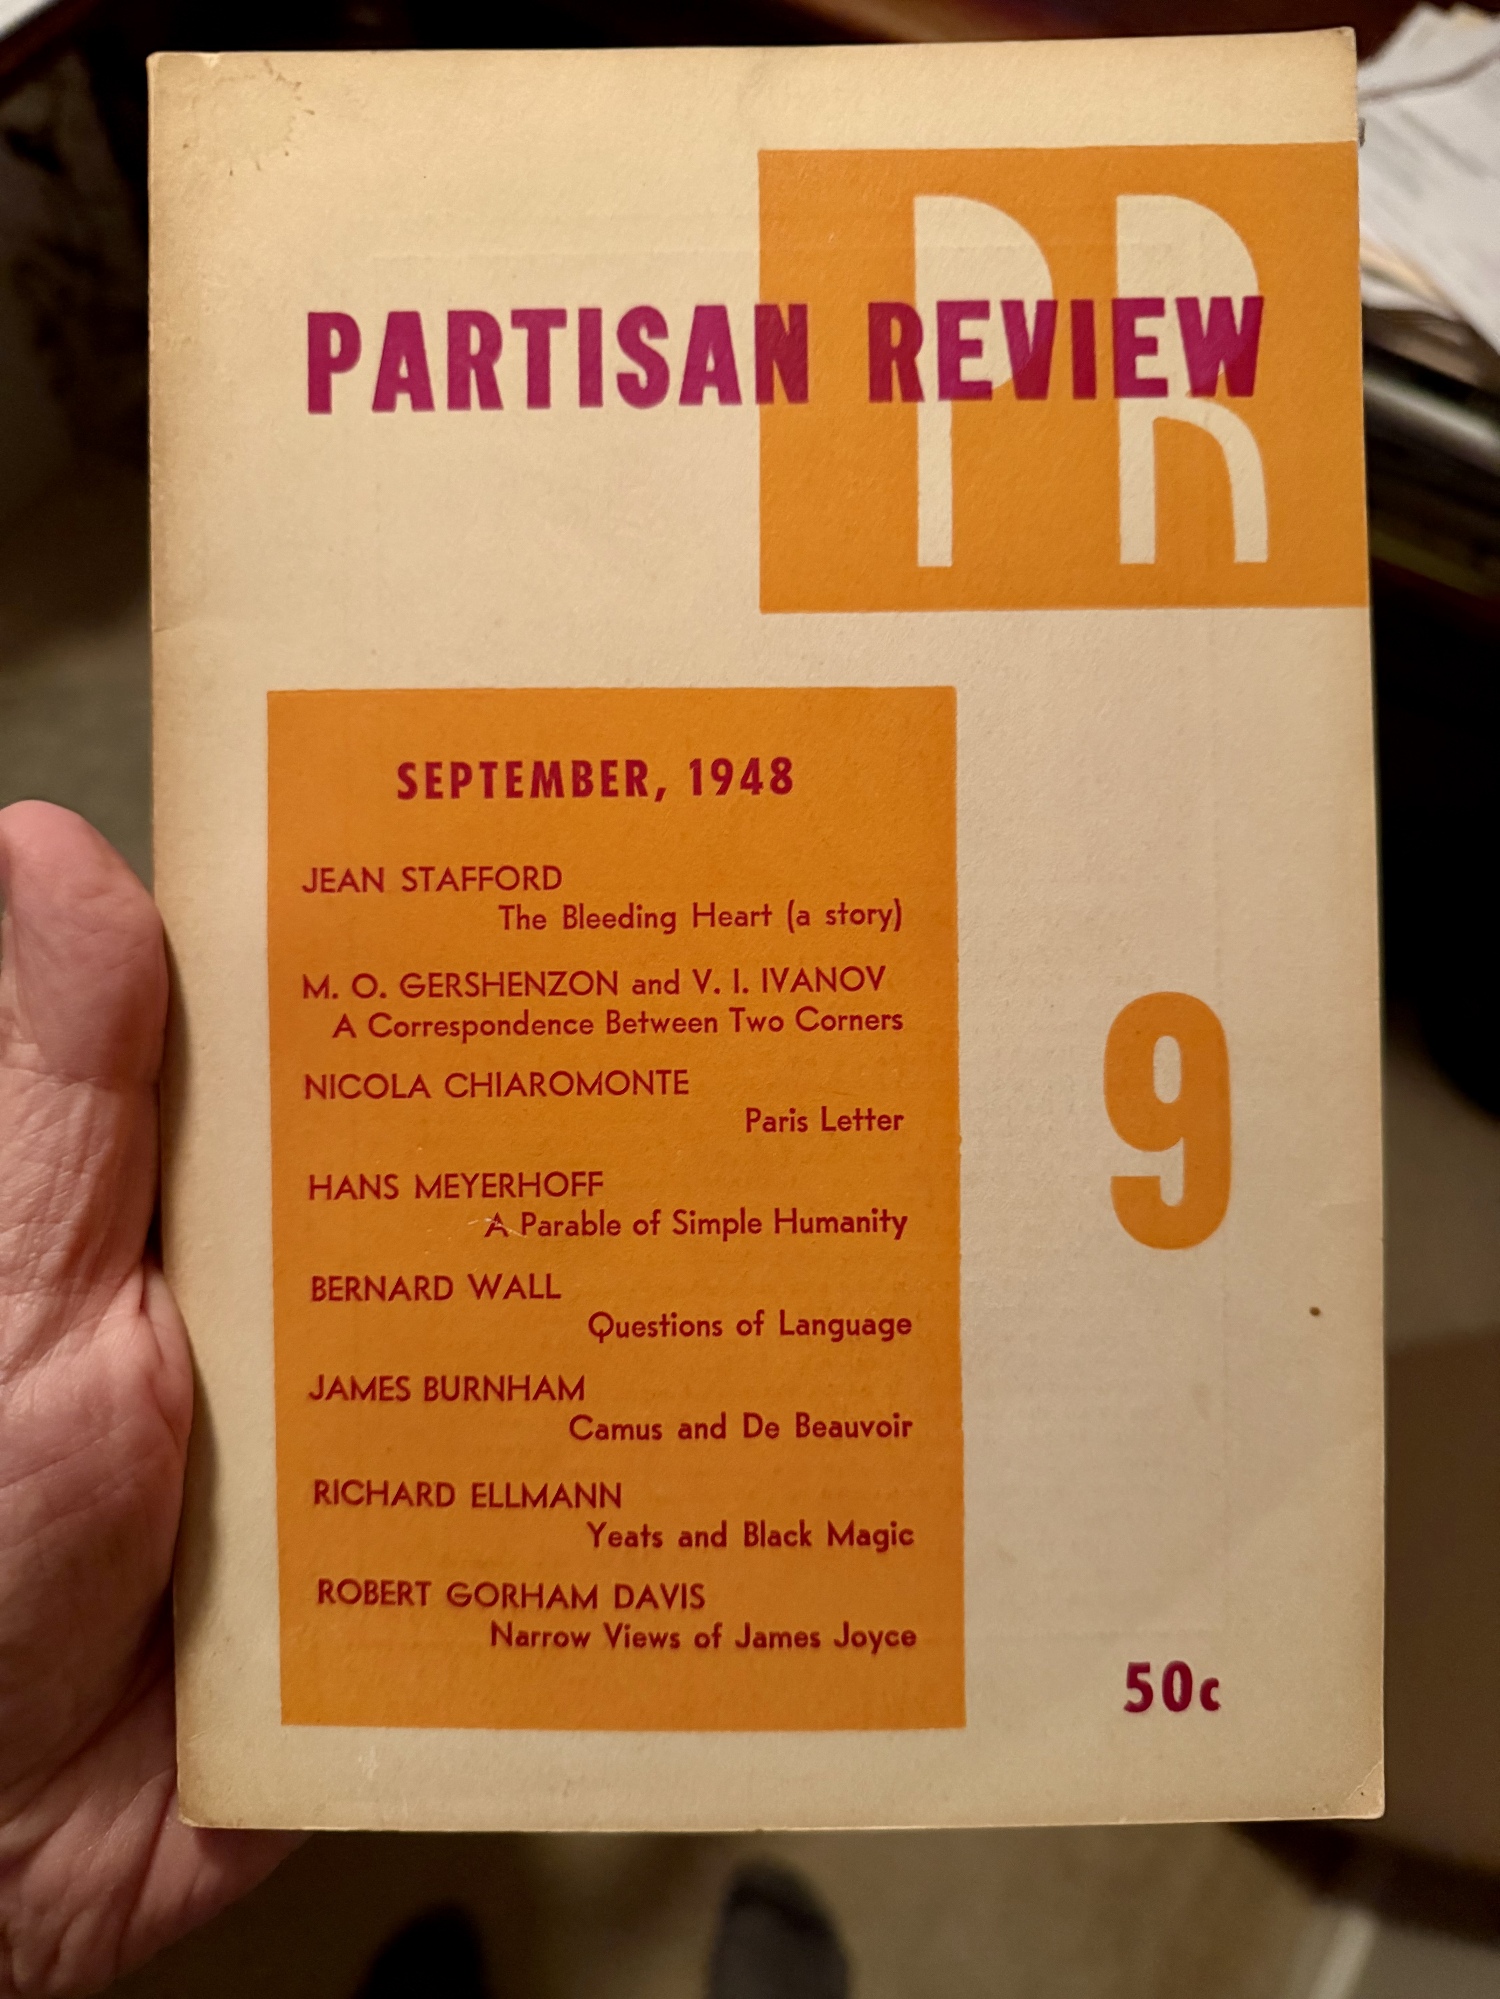 PR
PARTISAN REVIEW
SEPTEMBER, 1948
JEAN STAFFORD
The Bleeding Heart (a story)
M. O. GERSHENZON and V. I. IVANOV
A Correspondence Between Two Corners
NICOLA CHIAROMONTE
Paris Letter
HANS MEYERHOFF
A Parable of Simple Humanity
BERNARD WALL
Questions of Language
JAMES BURNHAM
Camus and De Beauvoir
RICHARD ELLMANN
Yeats and Black Magic
ROBERT GORHAM DAVIS
Narrow Views of James Joyce
9
50c